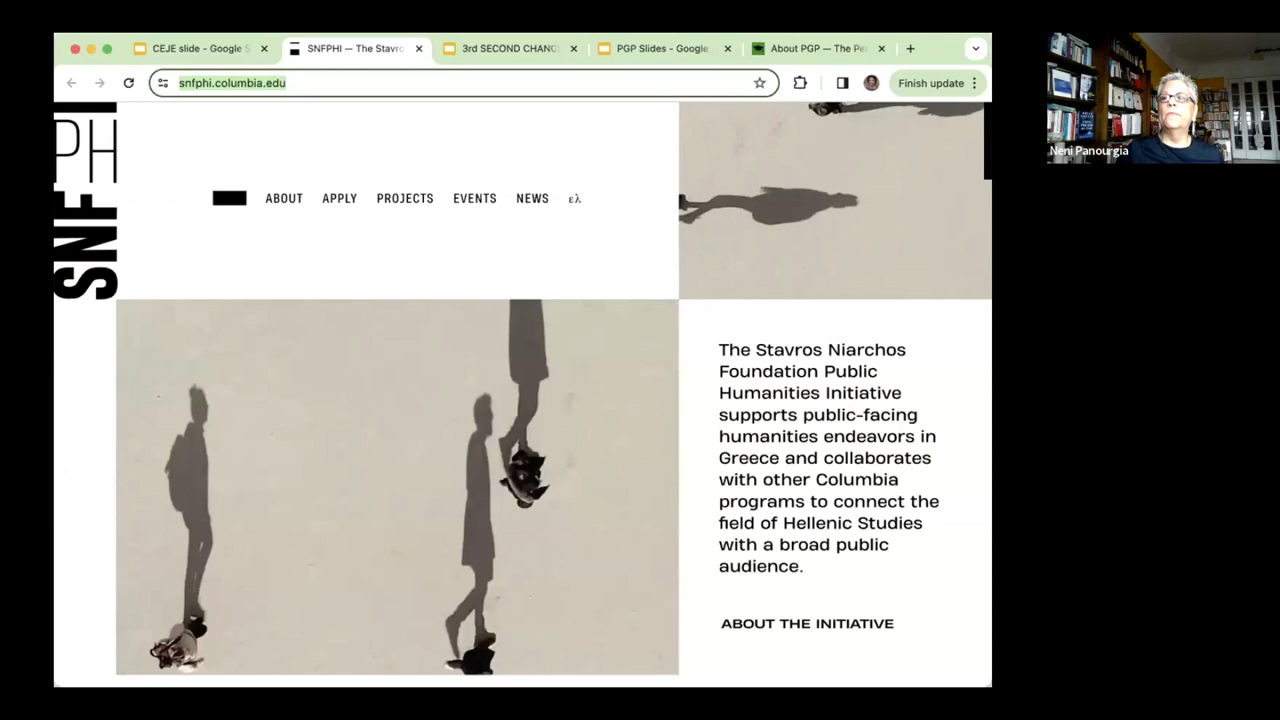 CEJE slide - Google S
SNFPHI — The Stavro
3rd SECOND CHANC
PGP Slides - Google
About PGP — The Pe
snfphi.columbia.edu
Finish update
SNF PH
ABOUT APPLY PROJECTS EVENTS NEWS ελ
The Stavros Niarchos
Foundation Public
Humanities Initiative
supports public-facing
humanities endeavors in
Greece and collaborates
with other Columbia
programs to connect the
field of Hellenic Studies
with a broad public
audience.
ABOUT THE INITIATIVE
Neni Panourgia